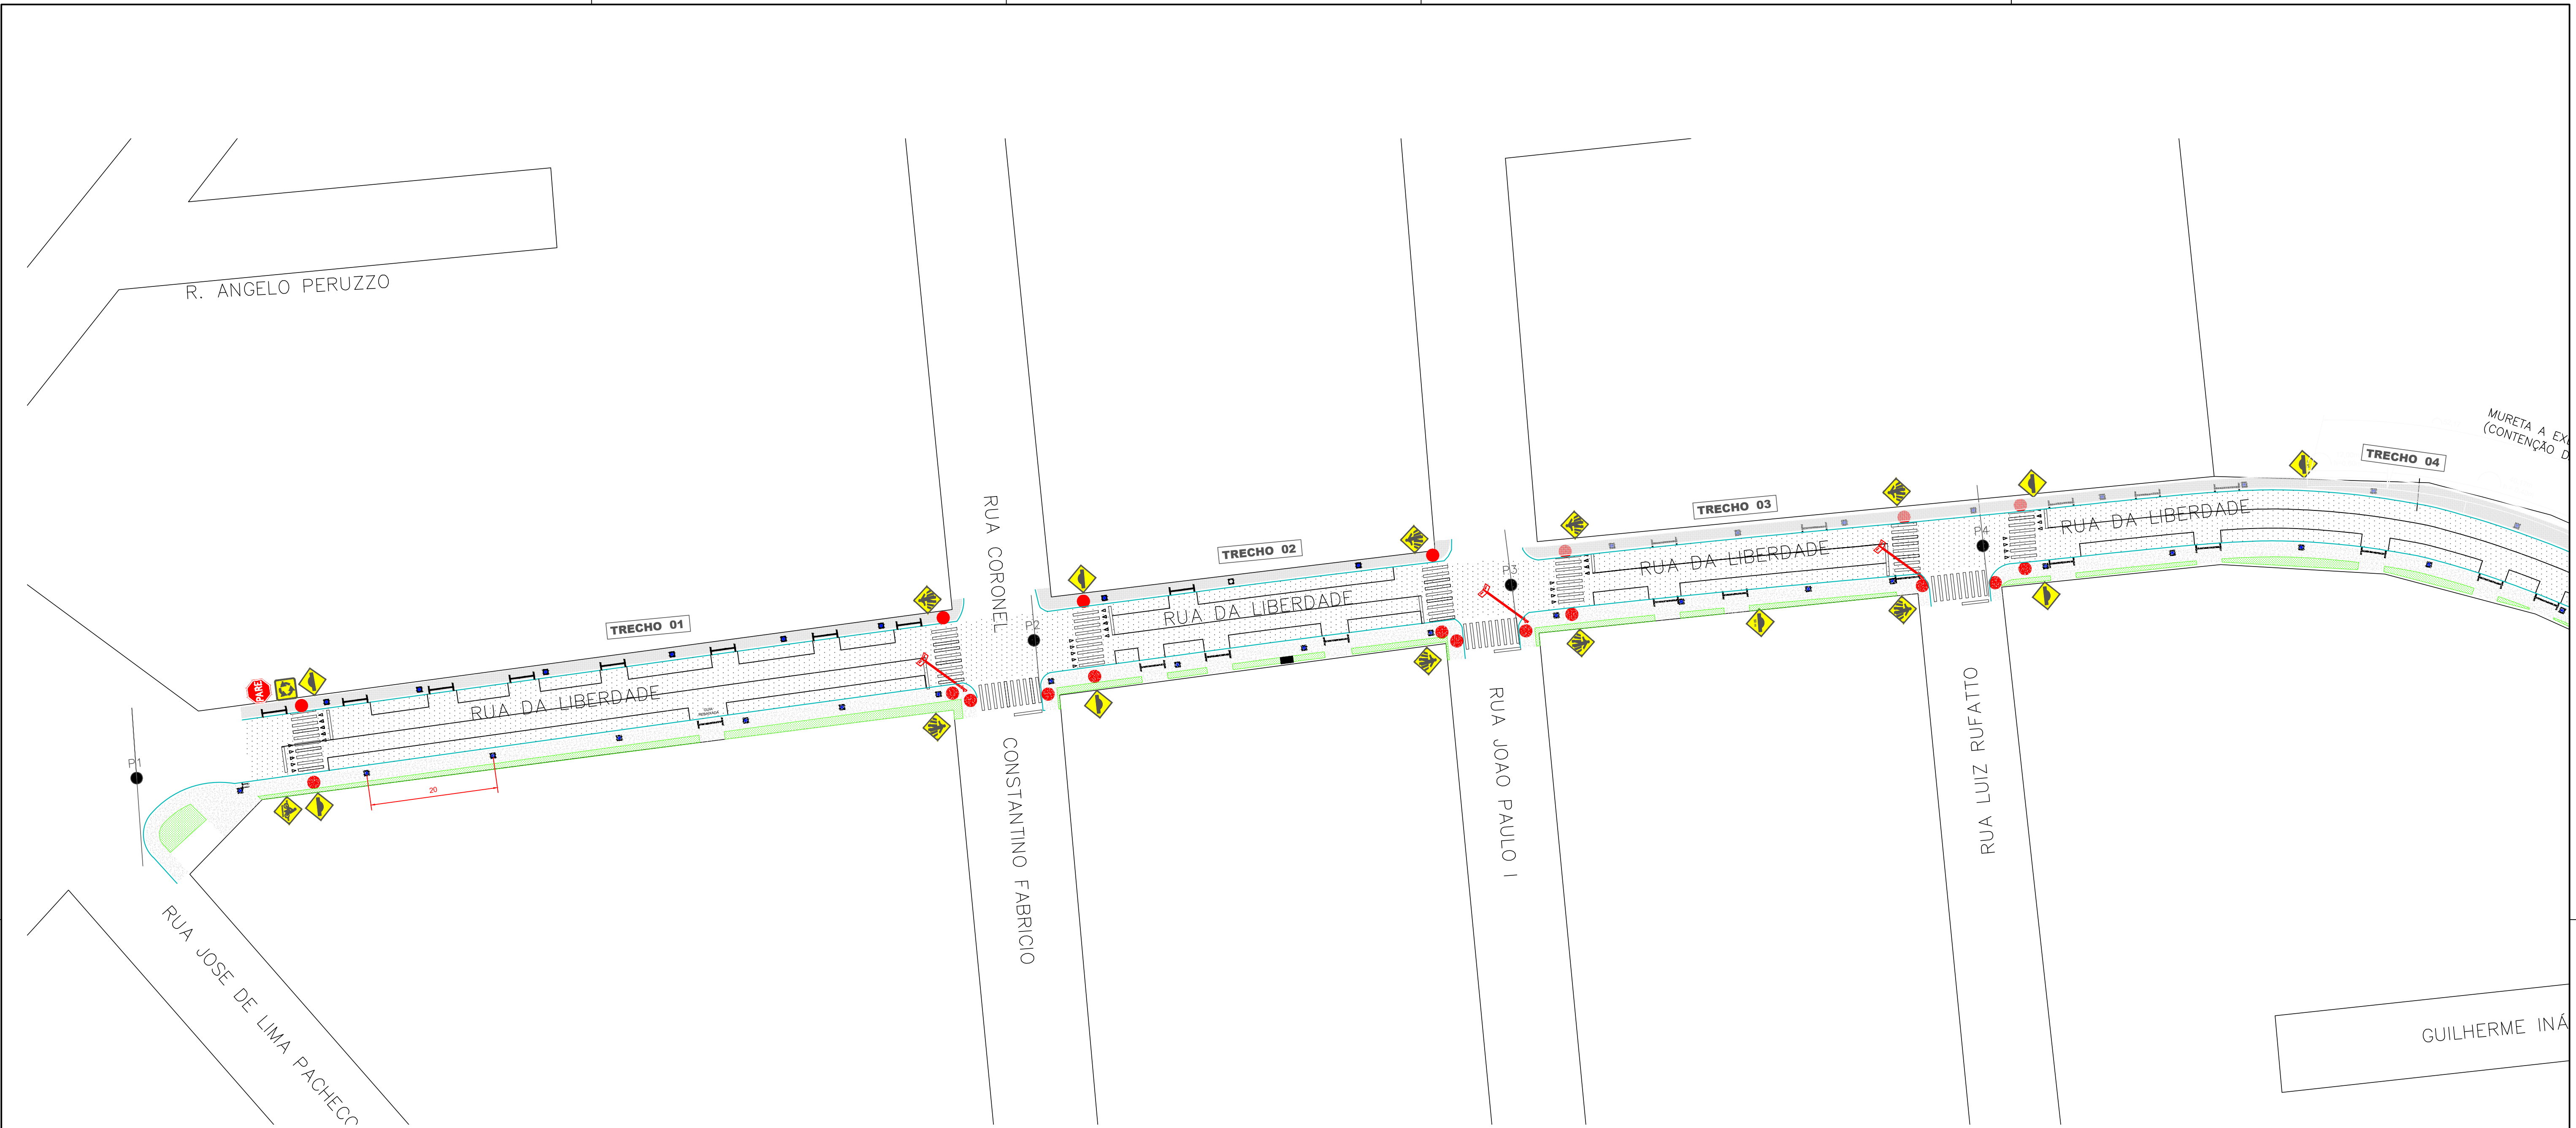 R. ANGELO PERUZZO
MURETA A EX
(CONTENÇÃO D
TRECHO 04
RUA CORONEL
TRECHO 03
RUA DA LIBERDADE
P4
TRECHO 02
RUA DA LIBERDADE
P3
RUA DA LIBERDADE
TRECHO 01
P2
RUA DA LIBERDADE
PARE
P1
20
CONSTANTINO FABRICIO
RUA JOAO PAULO I
RUA LUIZ RUFATTO
RUA JOSE DE LIMA PACHECO
GUILHERME INÁ